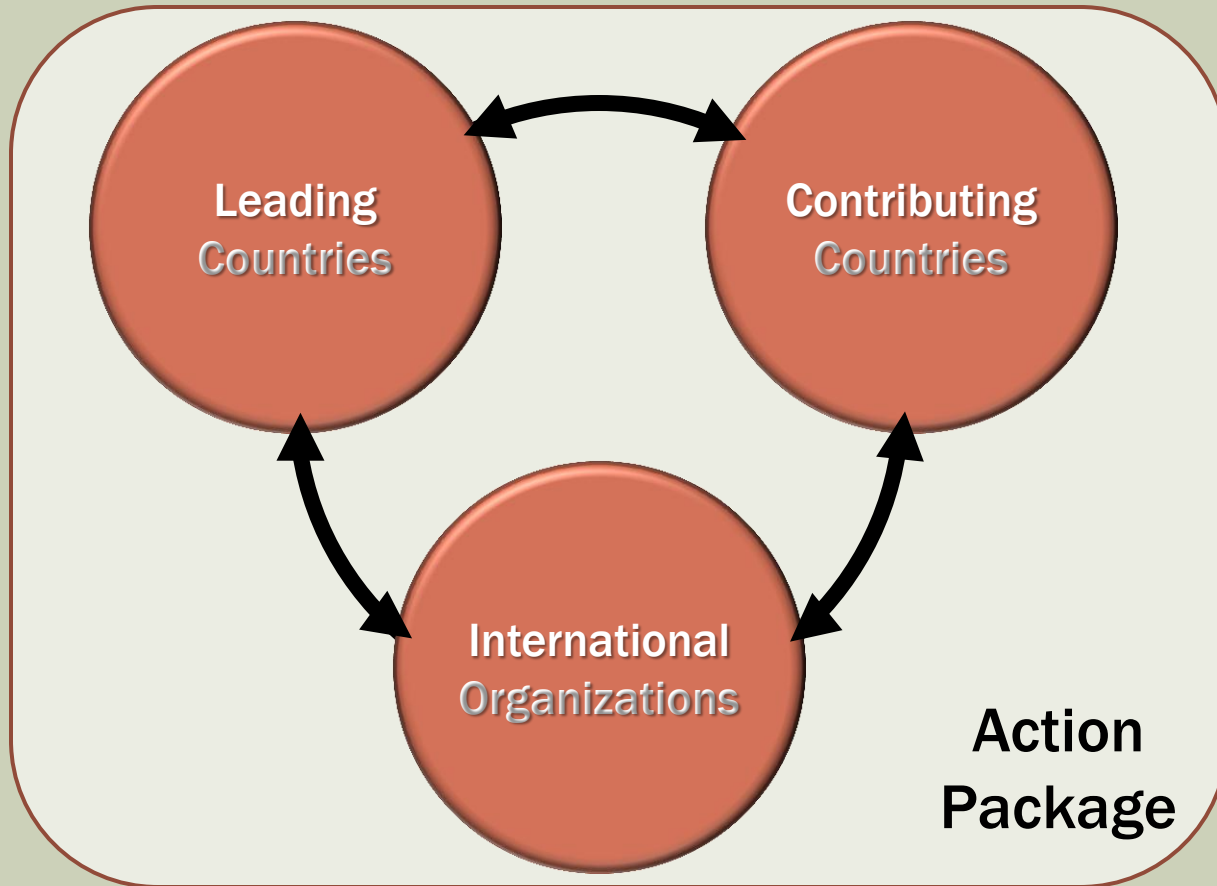 Leading
Countries
Contributing
Countries
International
Organizations
Action
Package